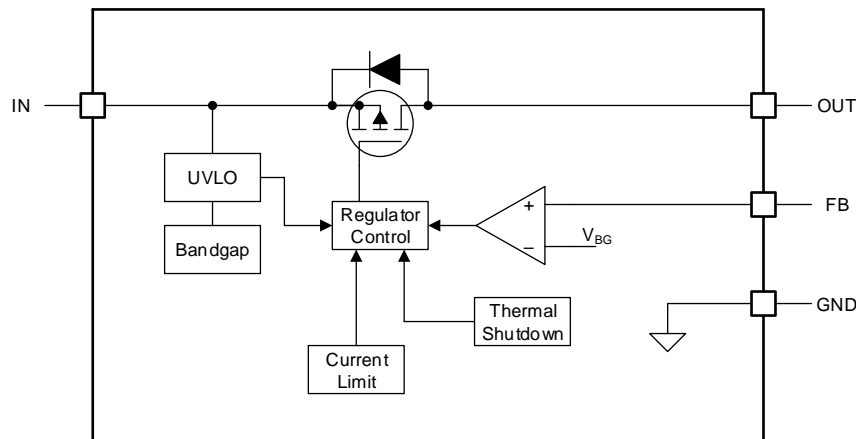 IN
OUT
UVLO
Bandgap
Regulator
Control
+
−
V_BG
FB
GND
Thermal
Shutdown
Current
Limit